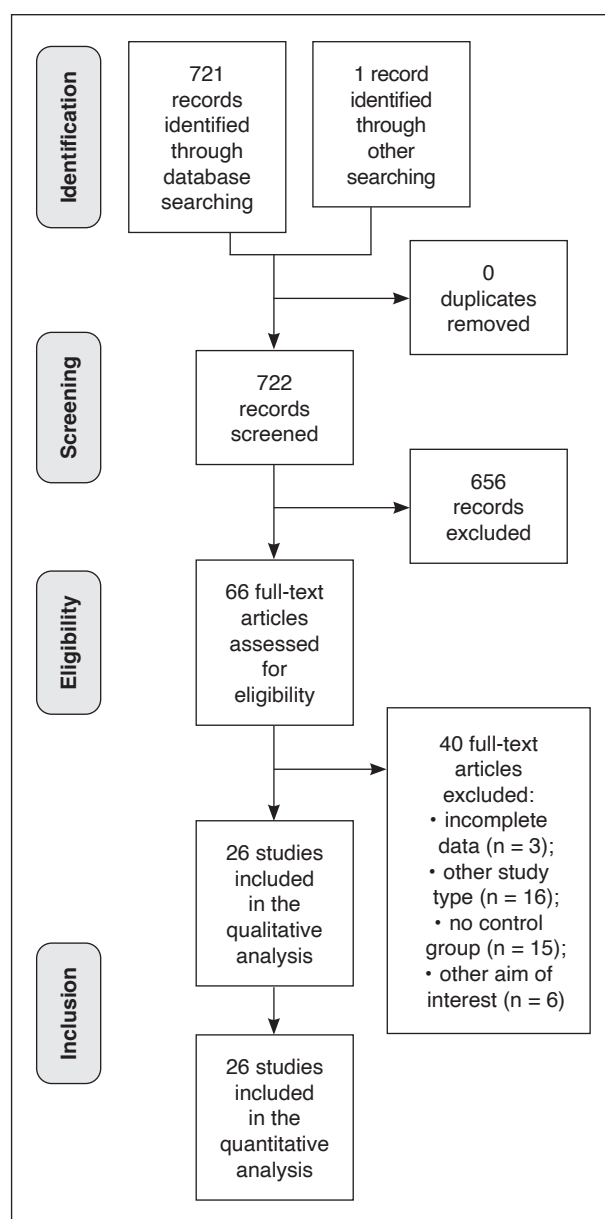 Identification
721
records
identified
through
database
searching
1 record
identified
through
other
searching
0
duplicates
removed
Screening
722
records
screened
656
records
excluded
Eligibility
66 full-text
articles
assessed
for
eligibility
40 full-text
articles
excluded:
• incomplete
data (n = 3);
• other study
type (n = 16);
• no control
group (n = 15);
• other aim of
interest (n = 6)
Inclusion
26 studies
included
in the
qualitative
analysis
26 studies
included
in the
quantitative
analysis